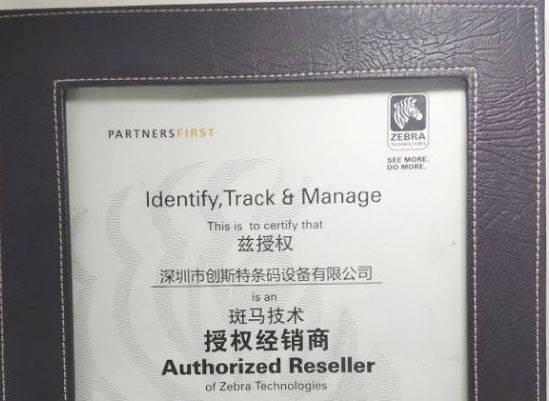 PARTNERSFIRST
ZEBRA
TECHNOLOGIES
SEE MORE.
DO MORE.
Identify,Track & Manage
This is to certify that
兹授权
深圳市创斯特条码设备有限公司
is an
斑马技术
授权经销商
Authorized Reseller
of Zebra Technologies